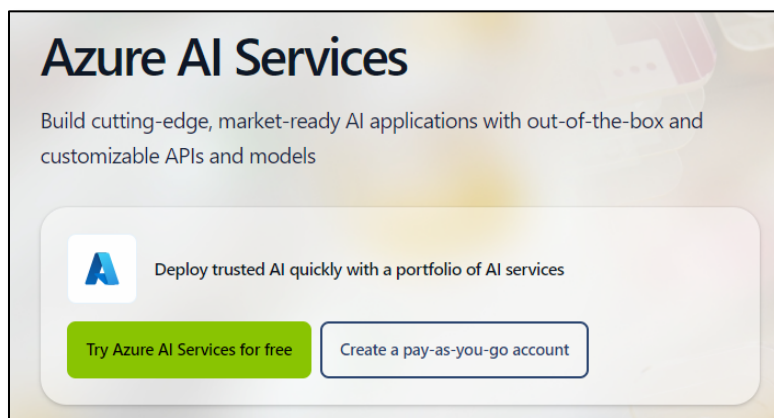 Azure AI Services
Build cutting-edge, market-ready AI applications with out-of-the-box and
customizable APIs and models
Deploy trusted AI quickly with a portfolio of AI services
Try Azure AI Services for free
Create a pay-as-you-go account